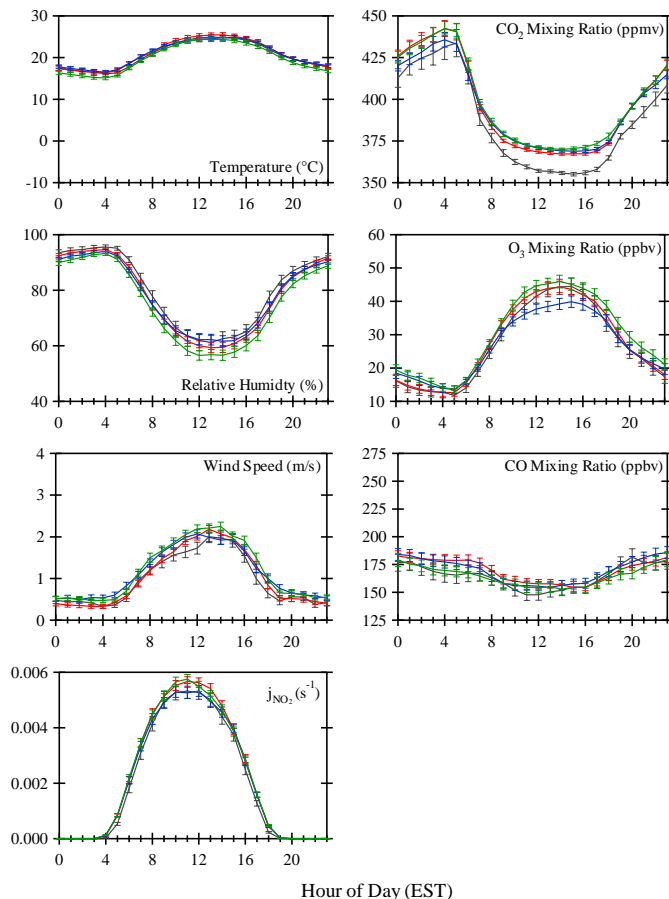 30
20
10
0
-10
Temperature (°C)
0 4 8 12 16 20
450
425
400
375
350
CO₂ Mixing Ratio (ppmv)
0 4 8 12 16 20
100
80
60
40
Relative Humidity (%)
0 4 8 12 16 20
60
50
40
30
20
10
O₃ Mixing Ratio (ppbv)
0 4 8 12 16 20
4
3
2
1
0
Wind Speed (m/s)
0 4 8 12 16 20
275
250
225
200
175
150
125
CO Mixing Ratio (ppbv)
0 4 8 12 16 20
0.006
0.004
0.002
0.000
j_NO₂ (s⁻¹)
0 4 8 12 16 20
Hour of Day (EST)